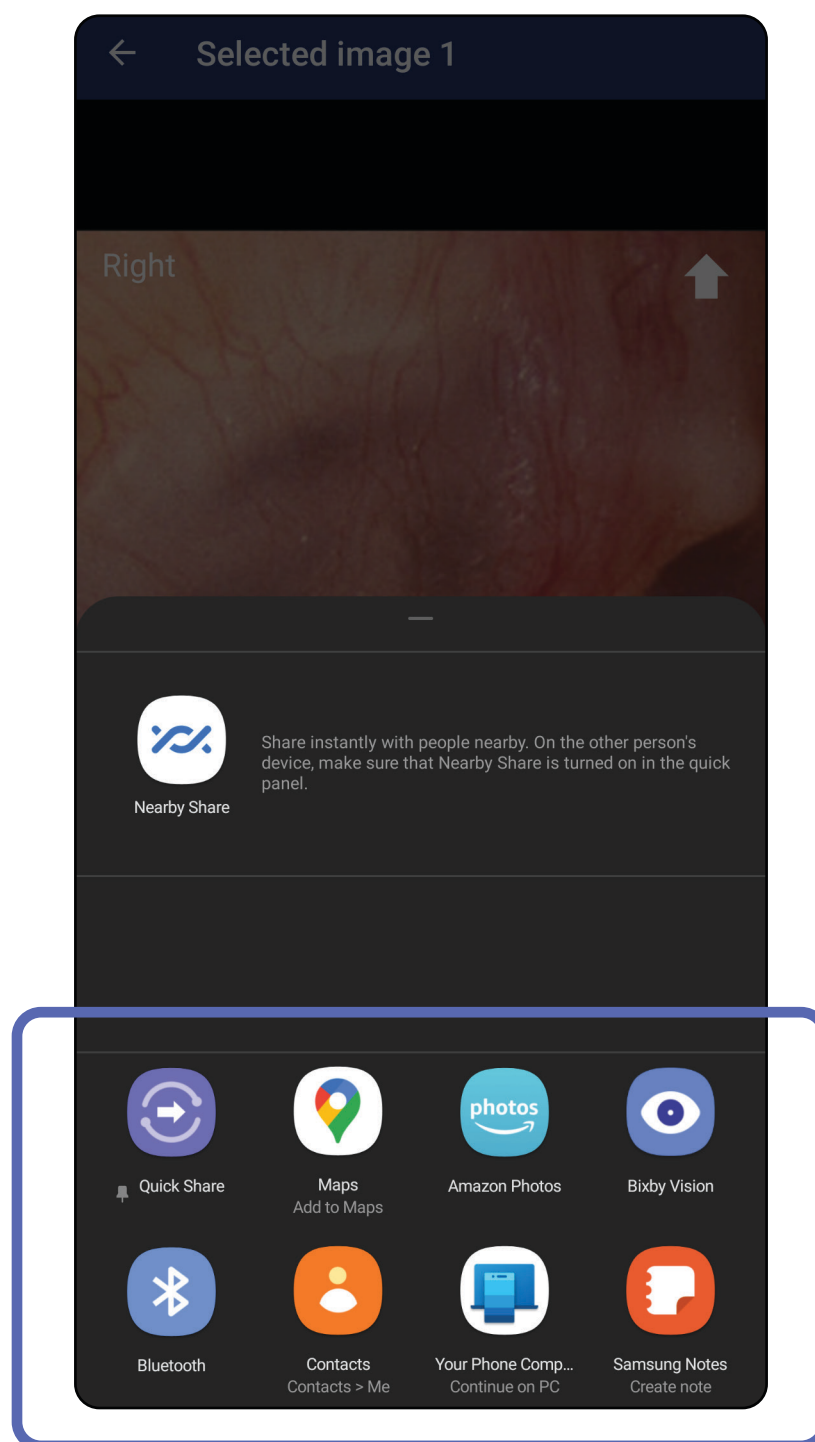 Selected image 1
Right
Share instantly with people nearby. On the other person's
device, make sure that Nearby Share is turned on in the quick
panel.
Nearby Share
photos
Quick Share
Maps
Add to Maps
Amazon Photos
Bixby Vision
Bluetooth
Contacts
Contacts > Me
Your Phone Comp...
Continue on PC
Samsung Notes
Create note